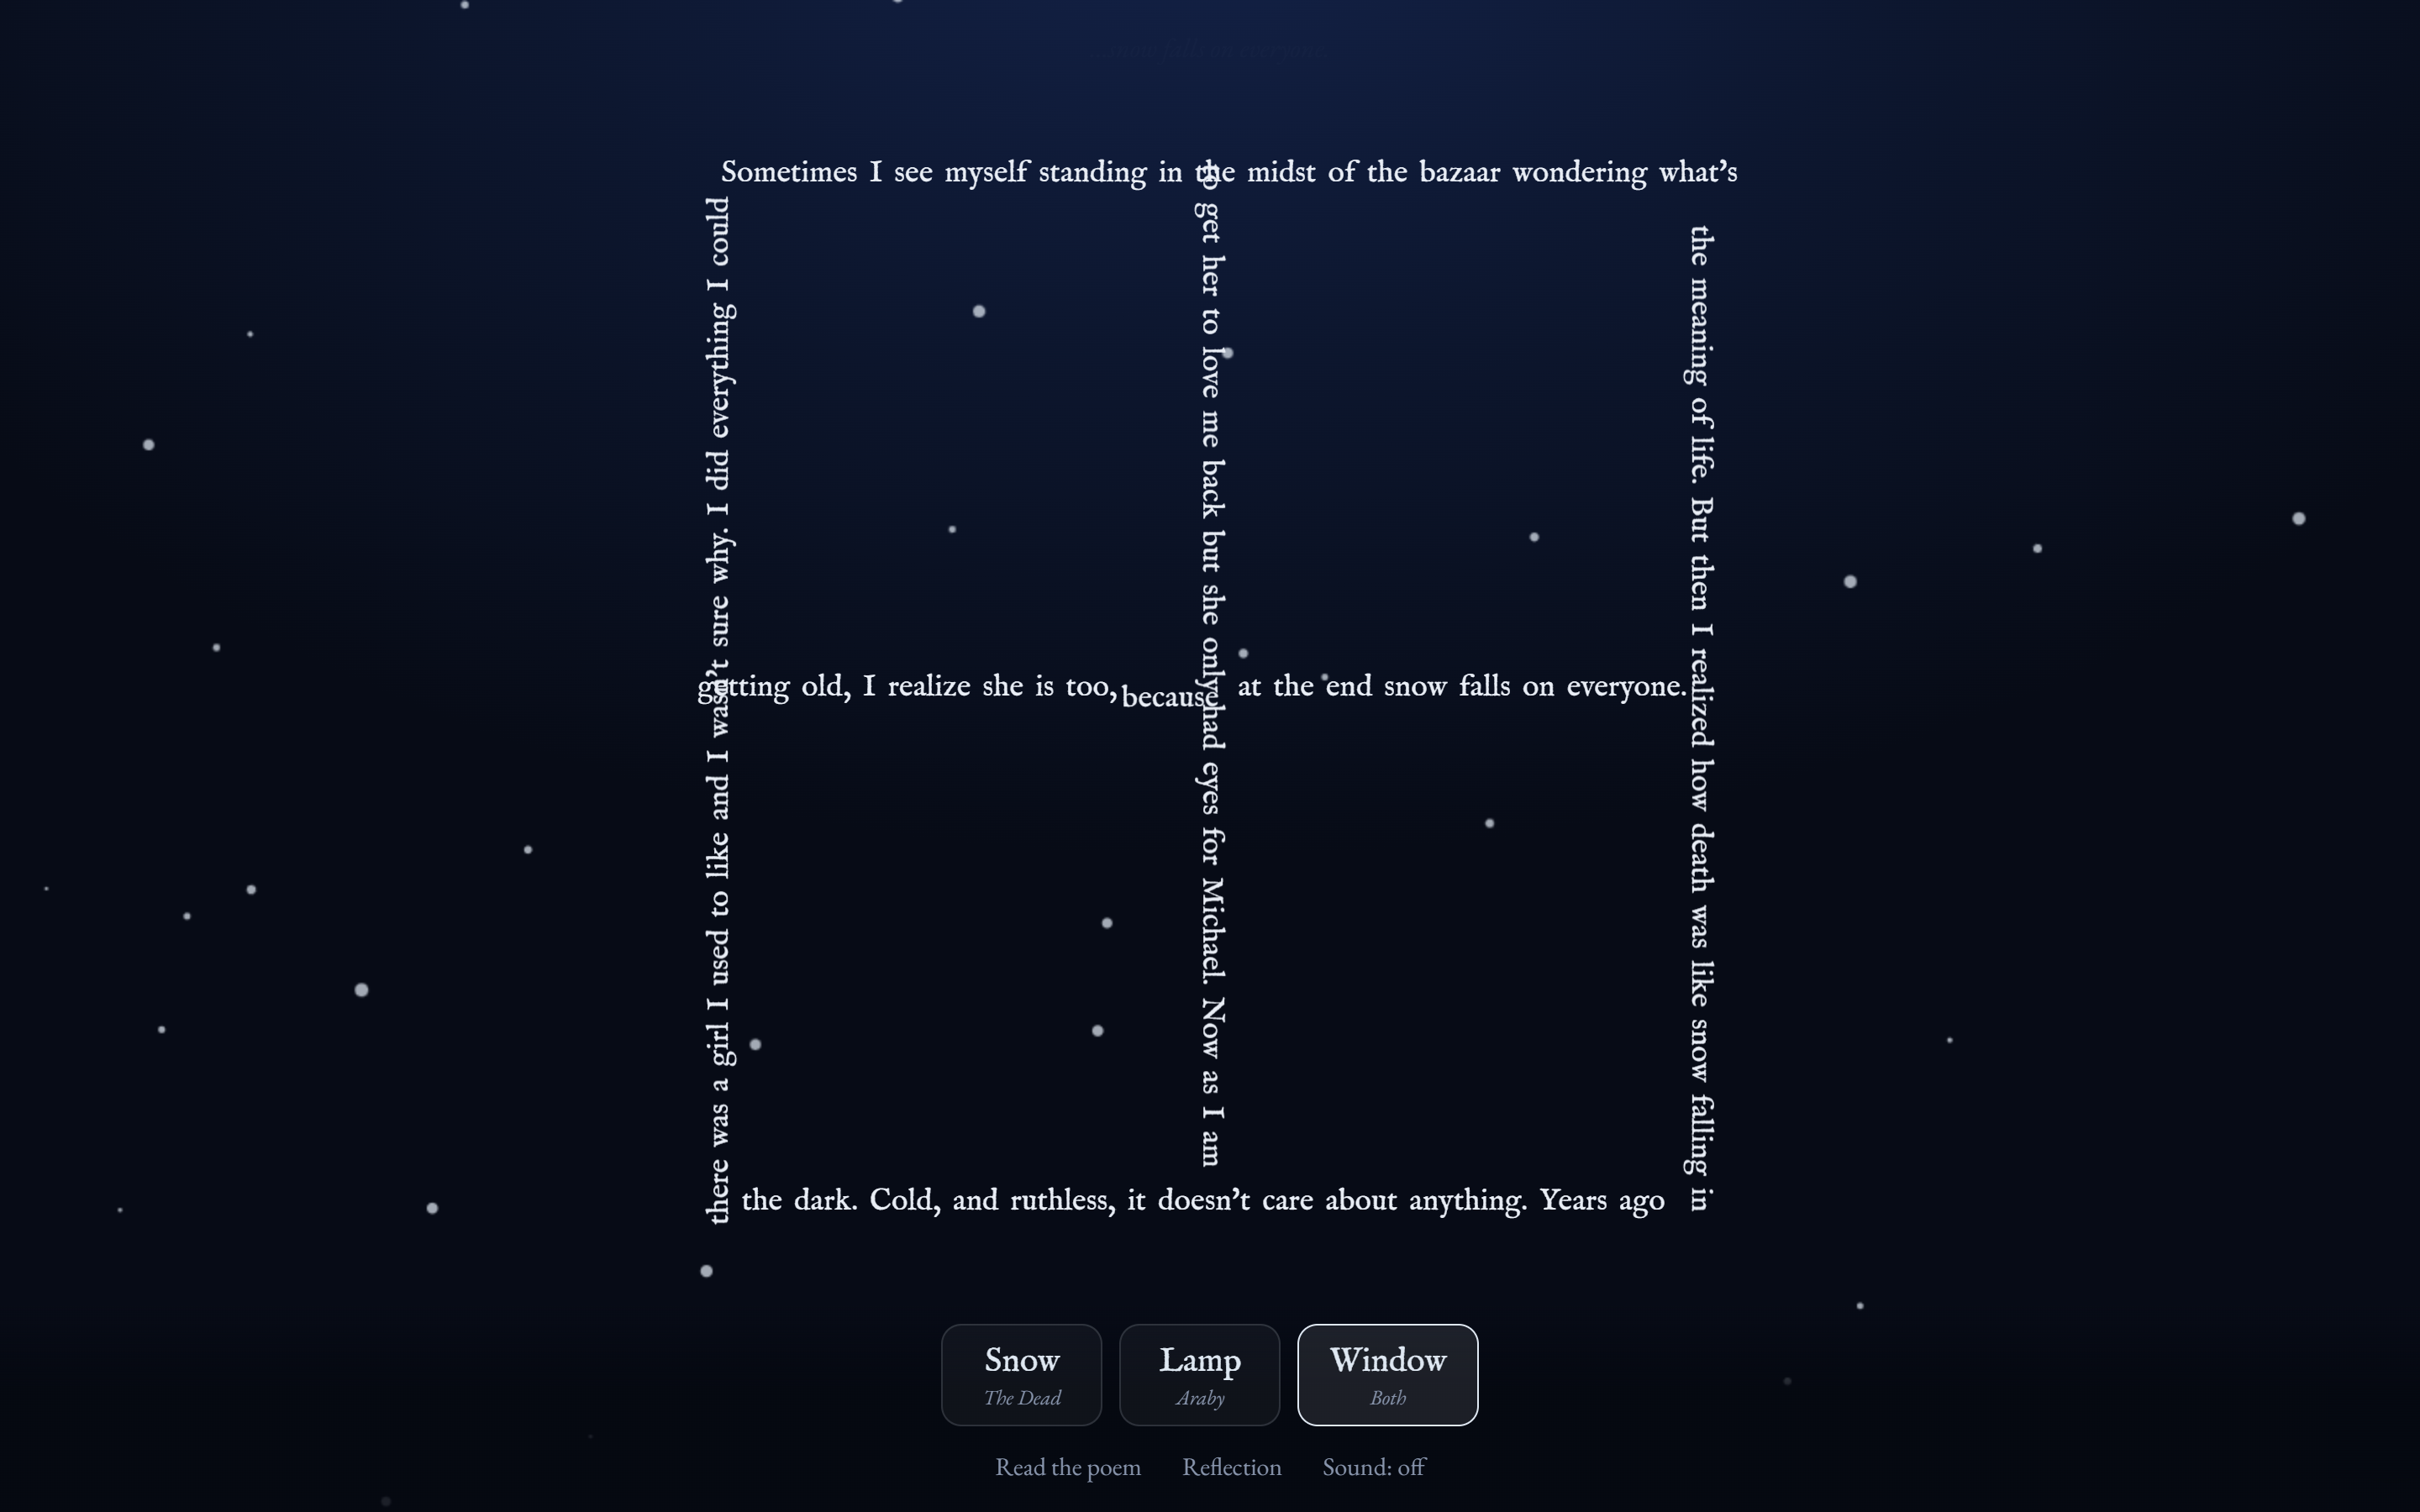 snow falls on everyone
Sometimes I see myself standing in the midst of the bazaar wondering what’s
the meaning of life. But then I realized how death was like snow falling in
the dark. Cold, and ruthless, it doesn’t care about anything. Years ago
there was a girl I used to like and I wasn’t sure why. I did everything I could
to get her to love me back but she only had eyes for Michael. Now as I am
getting old, I realize she is too, because at the end snow falls on everyone.
Snow
The Dead
Lamp
Araby
Window
Both
Read the poem
Reflection
Sound: off